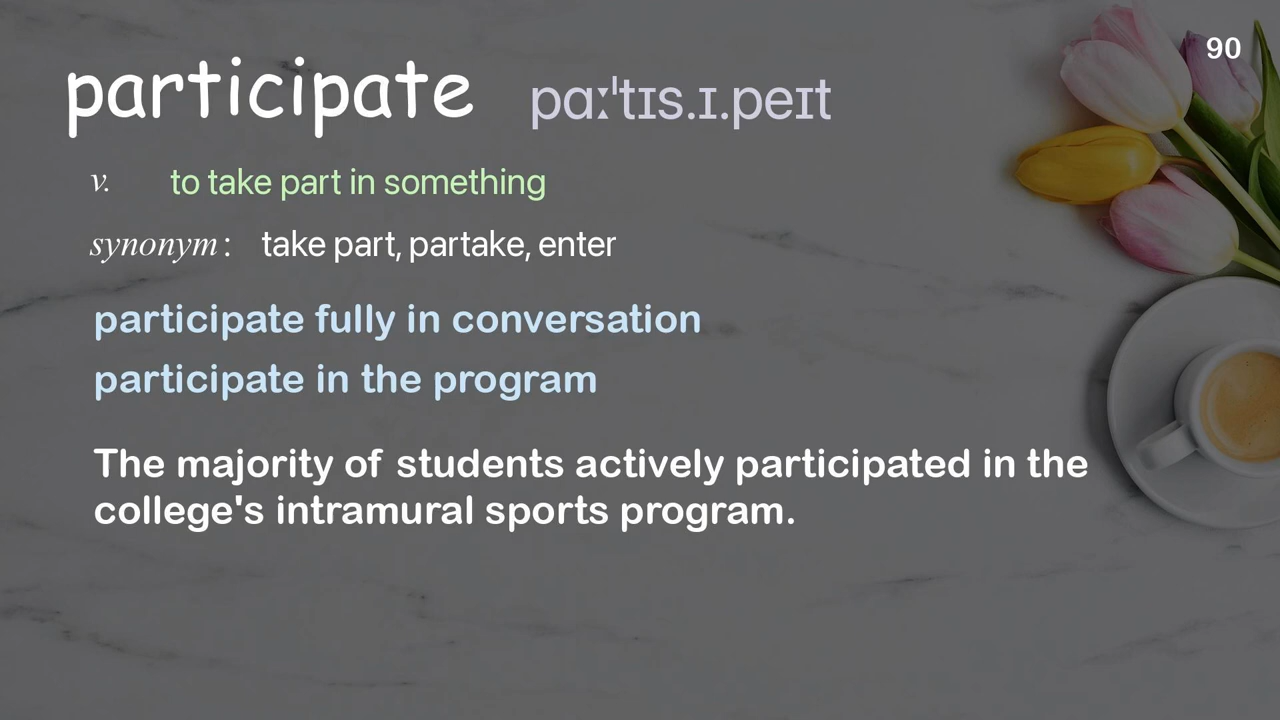 90
participate pɑːˈtɪs.ɪ.peɪt
v. to take part in something
synonym: take part, partake, enter
participate fully in conversation
participate in the program
The majority of students actively participated in the
college's intramural sports program.